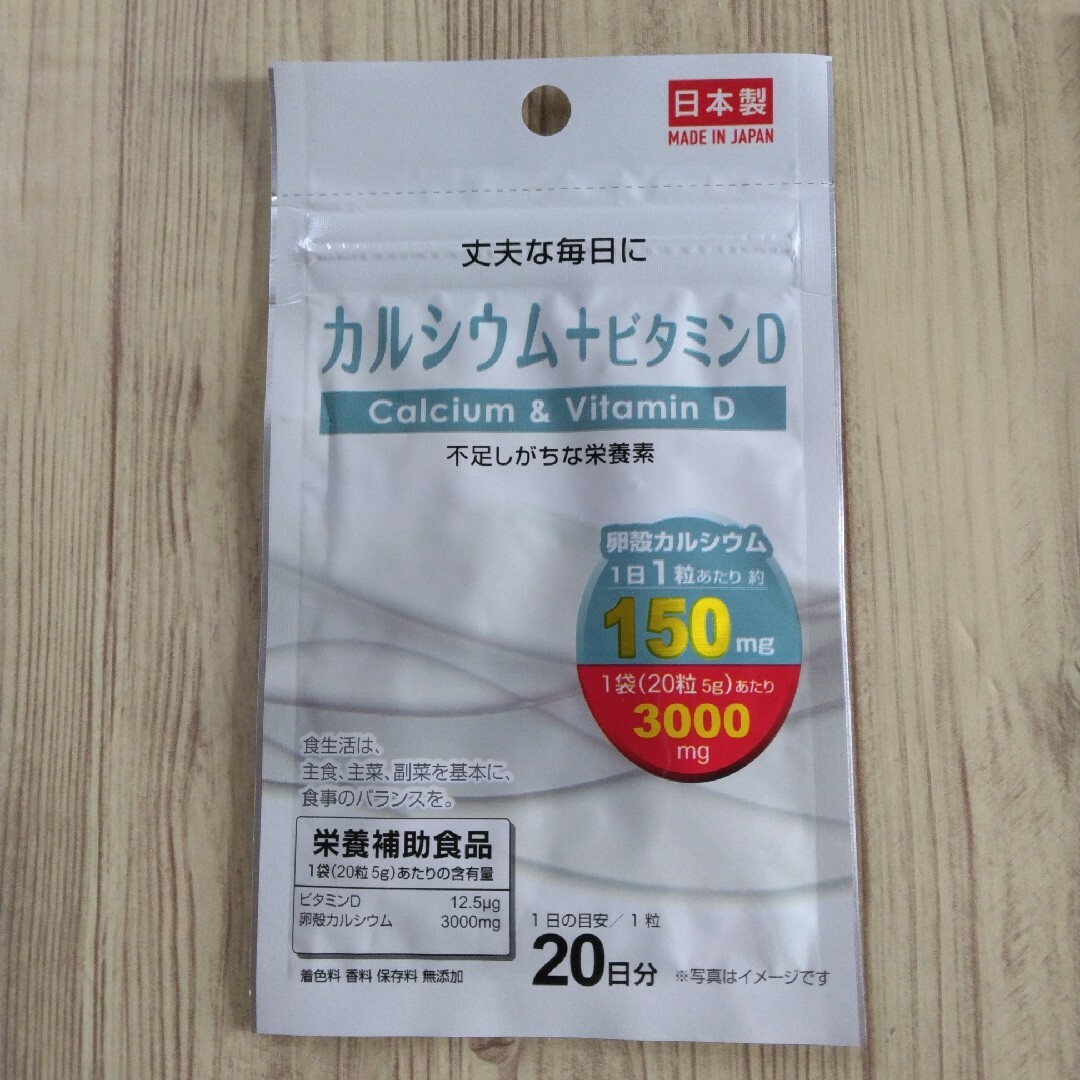 日本製
MADE IN JAPAN
丈夫な毎日に
カルシウム+ビタミンD
Calcium & Vitamin D
不足しがちな栄養素
卵殻カルシウム
1日1粒あたり 約
150mg
1袋(20粒 5g)あたり
3000
mg
食生活は、
主食、主菜、副菜を基本に、
食事のバランスを。
栄養補助食品
1袋(20粒 5g)あたりの含有量
ビタミンD 12.5μg
卵殻カルシウム 3000mg
着色料 香料 保存料 無添加
1日の目安/1粒
20日分
※写真はイメージです